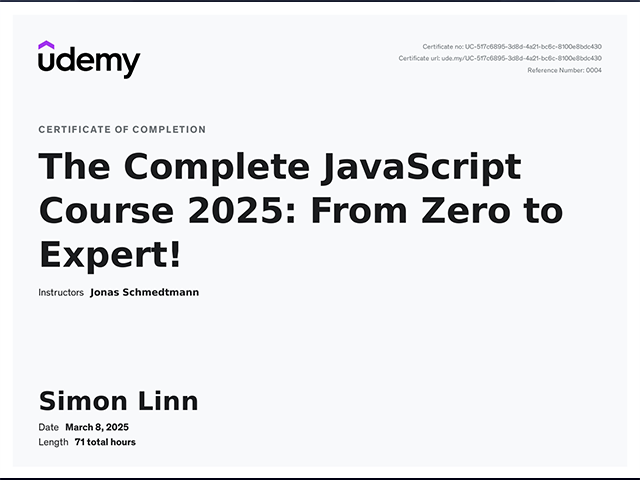 udemy
Certificate no: UC-5f7c6895-3d8d-4a21-bc6c-8100e8bdc430
Certificate url: ude.my/UC-5f7c6895-3d8d-4a21-bc6c-8100e8bdc430
Reference Number: 0004
CERTIFICATE OF COMPLETION
The Complete JavaScript
Course 2025: From Zero to
Expert!
Instructors Jonas Schmedtmann
Simon Linn
Date March 8, 2025
Length 71 total hours